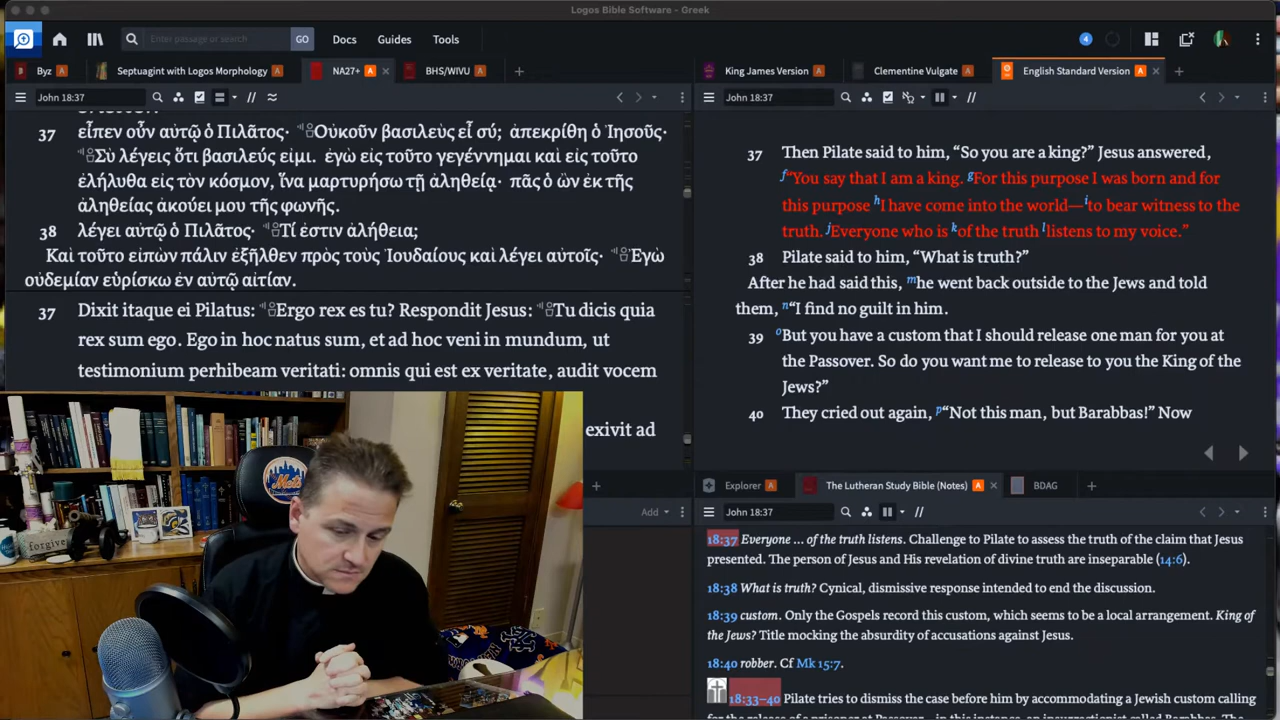 Logos Bible Software - Greek
Enter passage or search GO Docs Guides Tools 4
Byz A Septuagint with Logos Morphology A NA27+ A BHS/WIVU A
John 18:37
37 εἶπεν οὖν αὐτῷ ὁ Πιλᾶτος· Οὐκοῦν βασιλεὺς εἶ σύ; ἀπεκρίθη ὁ Ἰησοῦς·
Σὺ λέγεις ὅτι βασιλεύς εἰμι. ἐγὼ εἰς τοῦτο γεγέννημαι καὶ εἰς τοῦτο
ἐλήλυθα εἰς τὸν κόσμον, ἵνα μαρτυρήσω τῇ ἀληθείᾳ· πᾶς ὁ ὢν ἐκ τῆς
ἀληθείας ἀκούει μου τῆς φωνῆς.
38 λέγει αὐτῷ ὁ Πιλᾶτος· Τί ἐστιν ἀλήθεια;
Καὶ τοῦτο εἰπὼν πάλιν ἐξῆλθεν πρὸς τοὺς Ἰουδαίους καὶ λέγει αὐτοῖς· Ἐγὼ
οὐδεμίαν εὑρίσκω ἐν αὐτῷ αἰτίαν.
37 Dixit itaque ei Pilatus: Ergo rex es tu? Respondit Jesus: Tu dicis quia
rex sum ego. Ego in hoc natus sum, et ad hoc veni in mundum, ut
testimonium perhibeam veritati: omnis qui est ex veritate, audit vocem
exivit ad
Add
Mets
forgive
King James Version A Clementine Vulgate A English Standard Version A
John 18:37
37 Then Pilate said to him, “So you are a king?” Jesus answered,
f“You say that I am a king. gFor this purpose I was born and for
this purpose hI have come into the world—ito bear witness to the
truth. jEveryone who is kof the truth llistens to my voice.”
38 Pilate said to him, “What is truth?”
After he had said this, mhe went back outside to the Jews and told
them, n“I find no guilt in him.
39 oBut you have a custom that I should release one man for you at
the Passover. So do you want me to release to you the King of the
Jews?”
40 They cried out again, p“Not this man, but Barabbas!” Now
Explorer A The Lutheran Study Bible (Notes) A BDAG
John 18:37
18:37 Everyone … of the truth listens. Challenge to Pilate to assess the truth of the claim that Jesus
presented. The person of Jesus and His revelation of divine truth are inseparable (14:6).
18:38 What is truth? Cynical, dismissive response intended to end the discussion.
18:39 custom. Only the Gospels record this custom, which seems to be a local arrangement. King of
the Jews? Title mocking the absurdity of accusations against Jesus.
18:40 robber. Cf Mk 15:7.
18:33–40 Pilate tries to dismiss the case before him by accommodating a Jewish custom calling